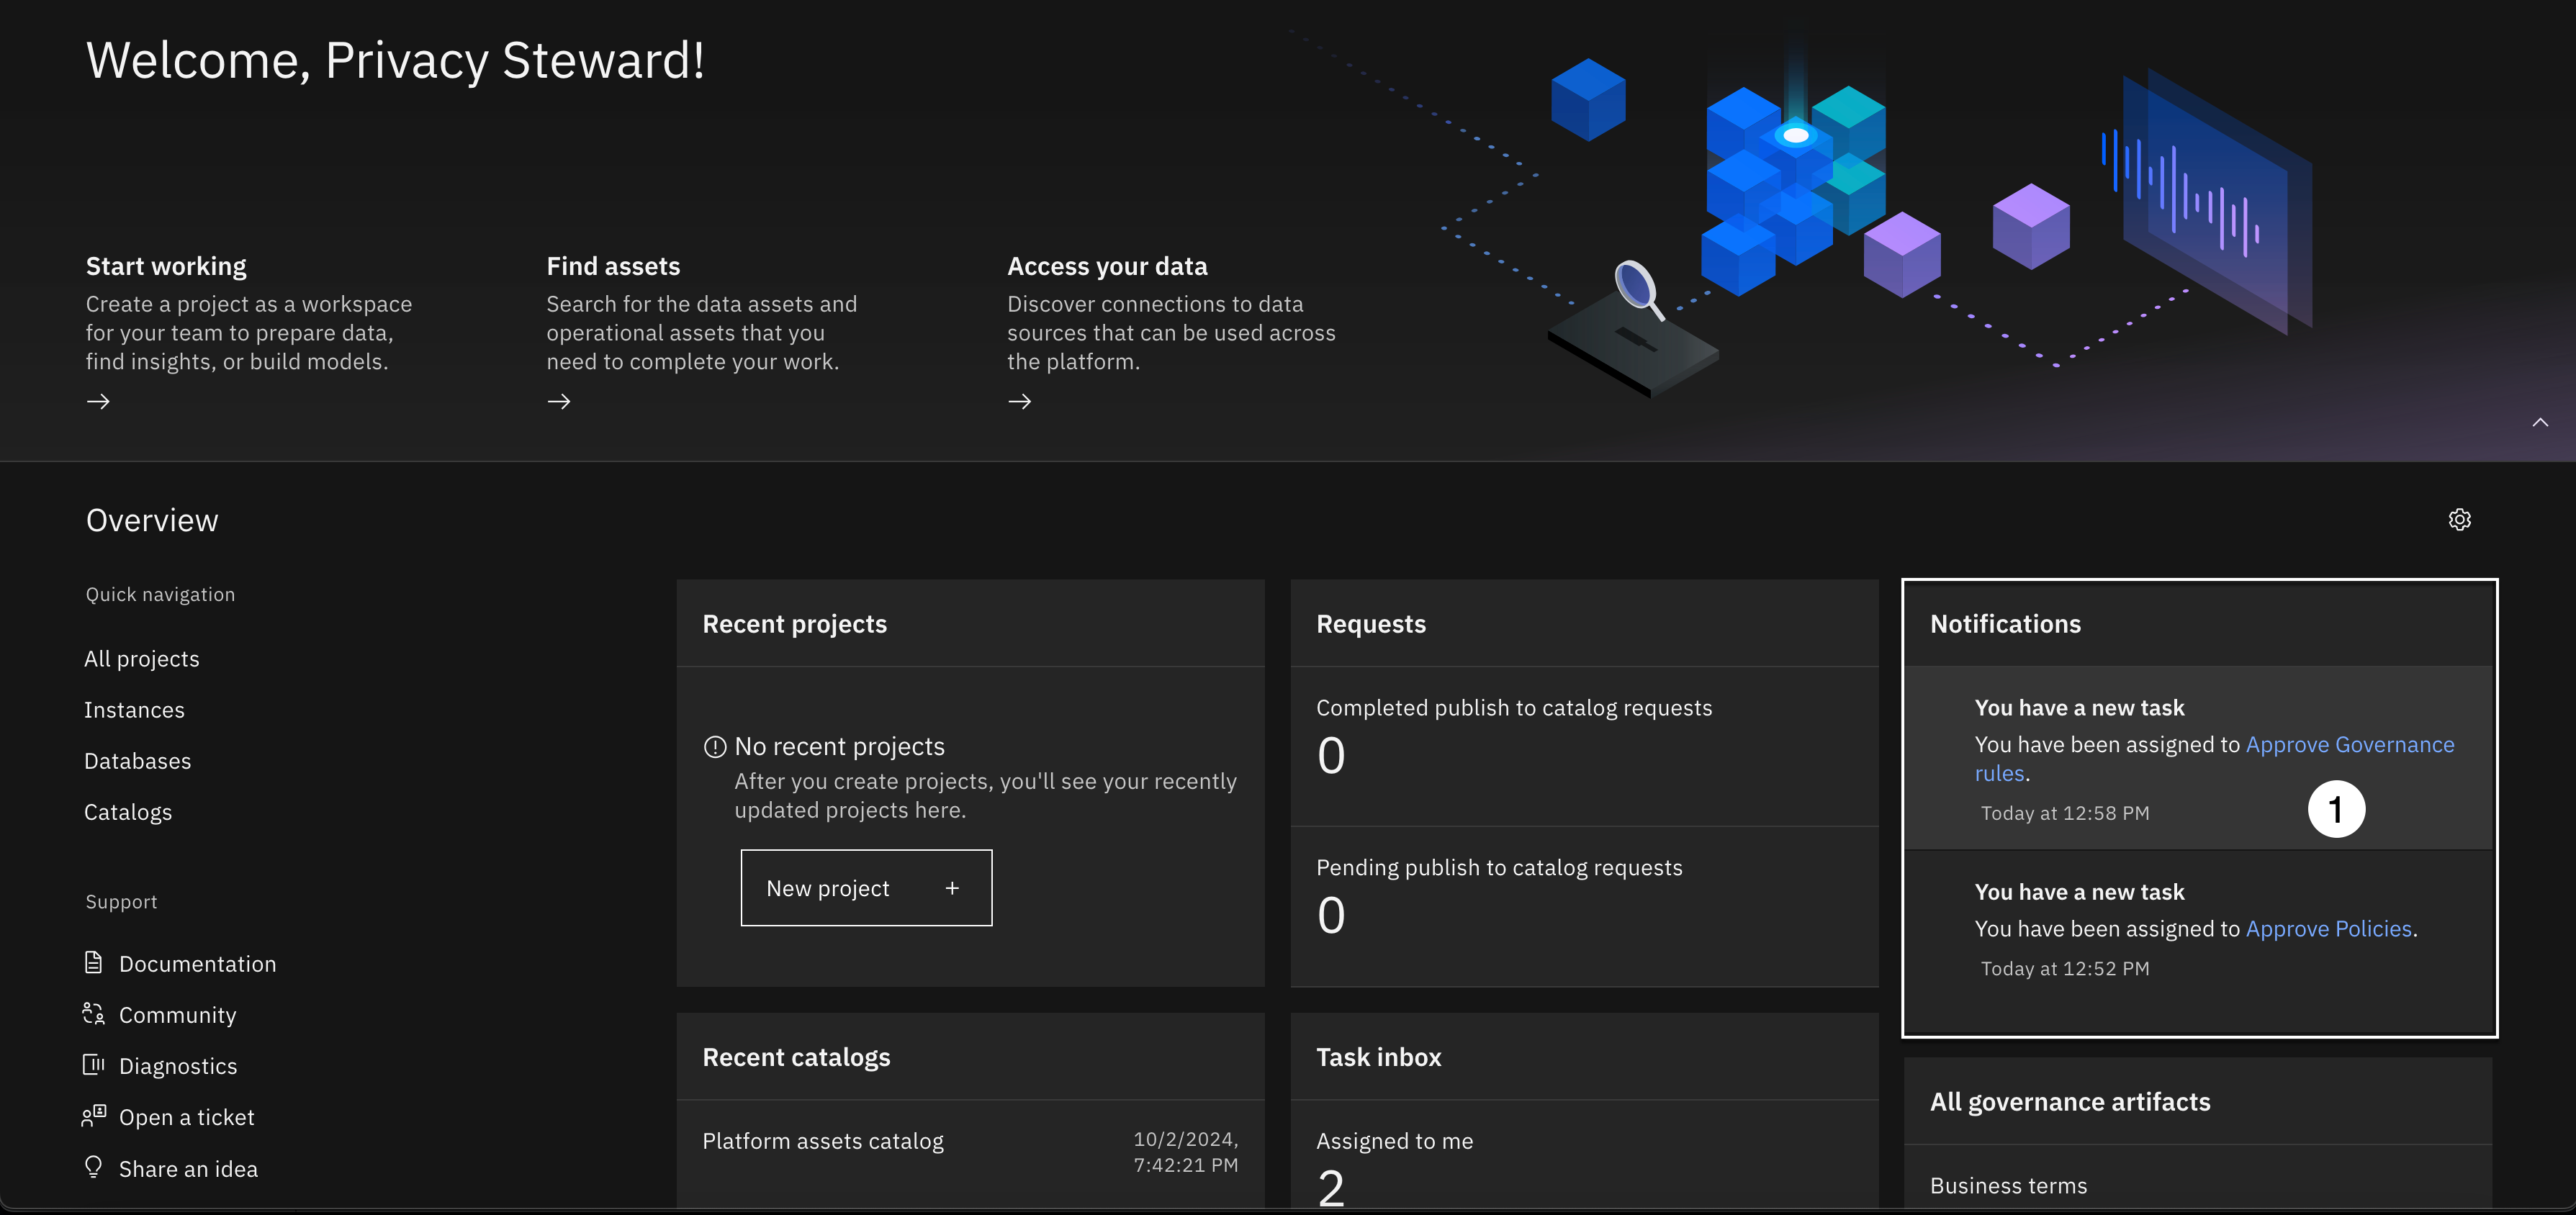 Welcome, Privacy Steward!
Start working
Create a project as a workspace
for your team to prepare data,
find insights, or build models.
Find assets
Search for the data assets and
operational assets that you
need to complete your work.
Access your data
Discover connections to data
sources that can be used across
the platform.
Overview
Quick navigation
All projects
Instances
Databases
Catalogs
Support
Documentation
Community
Diagnostics
Open a ticket
Share an idea
Recent projects
No recent projects
After you create projects, you'll see your recently
updated projects here.
New project +
Recent catalogs
Platform assets catalog
10/2/2024,
7:42:21 PM
Requests
Completed publish to catalog requests
0
Pending publish to catalog requests
0
Task inbox
Assigned to me
2
Notifications
You have a new task
You have been assigned to Approve Governance
rules.
Today at 12:58 PM
1
You have a new task
You have been assigned to Approve Policies.
Today at 12:52 PM
All governance artifacts
Business terms